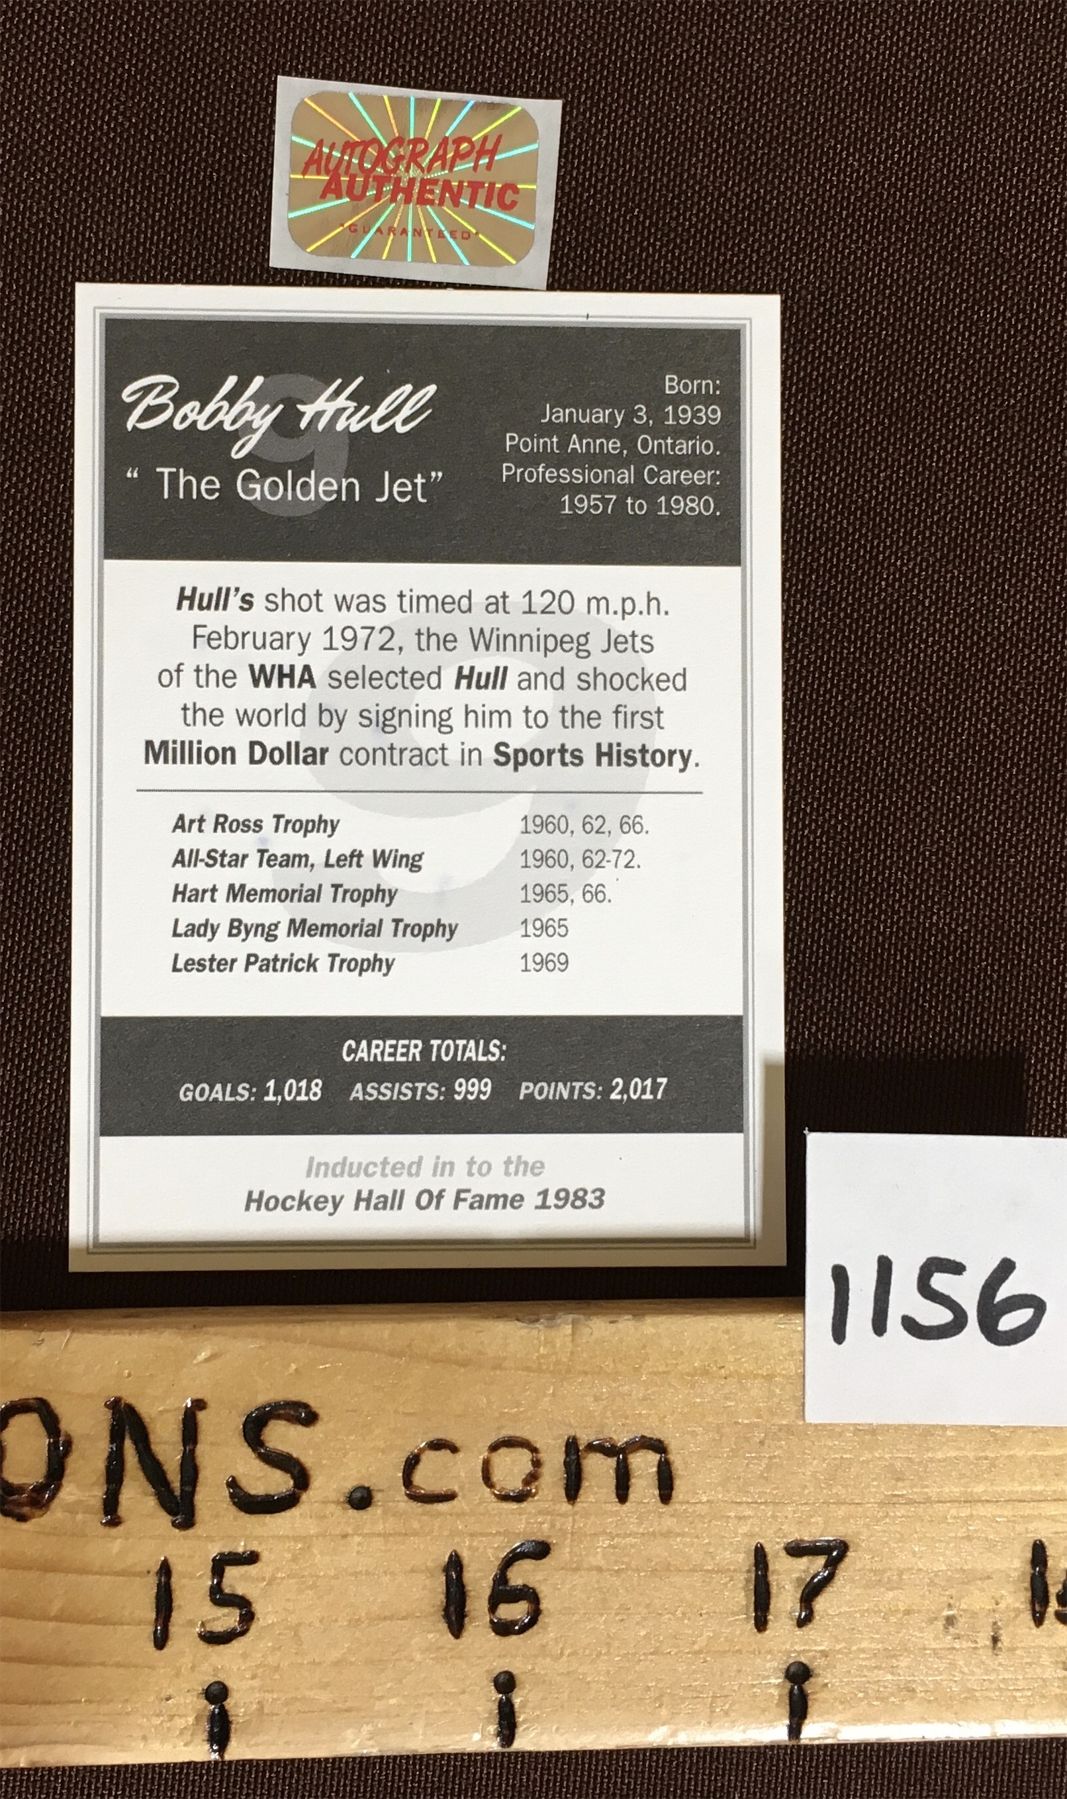 AUTOGRAPH
AUTHENTIC
"GUARANTEED"
9
Bobby Hull
“ The Golden Jet”
Born:
January 3, 1939
Point Anne, Ontario.
Professional Career:
1957 to 1980.
9
Hull's shot was timed at 120 m.p.h.
February 1972, the Winnipeg Jets
of the WHA selected Hull and shocked
the world by signing him to the first
Million Dollar contract in Sports History.
Art Ross Trophy 1960, 62, 66.
All-Star Team, Left Wing 1960, 62-72.
Hart Memorial Trophy 1965, 66.
Lady Byng Memorial Trophy 1965
Lester Patrick Trophy 1969
CAREER TOTALS:
GOALS: 1,018 ASSISTS: 999 POINTS: 2,017
Inducted in to the
Hockey Hall Of Fame 1983
1156
ONS.com
15 16 17